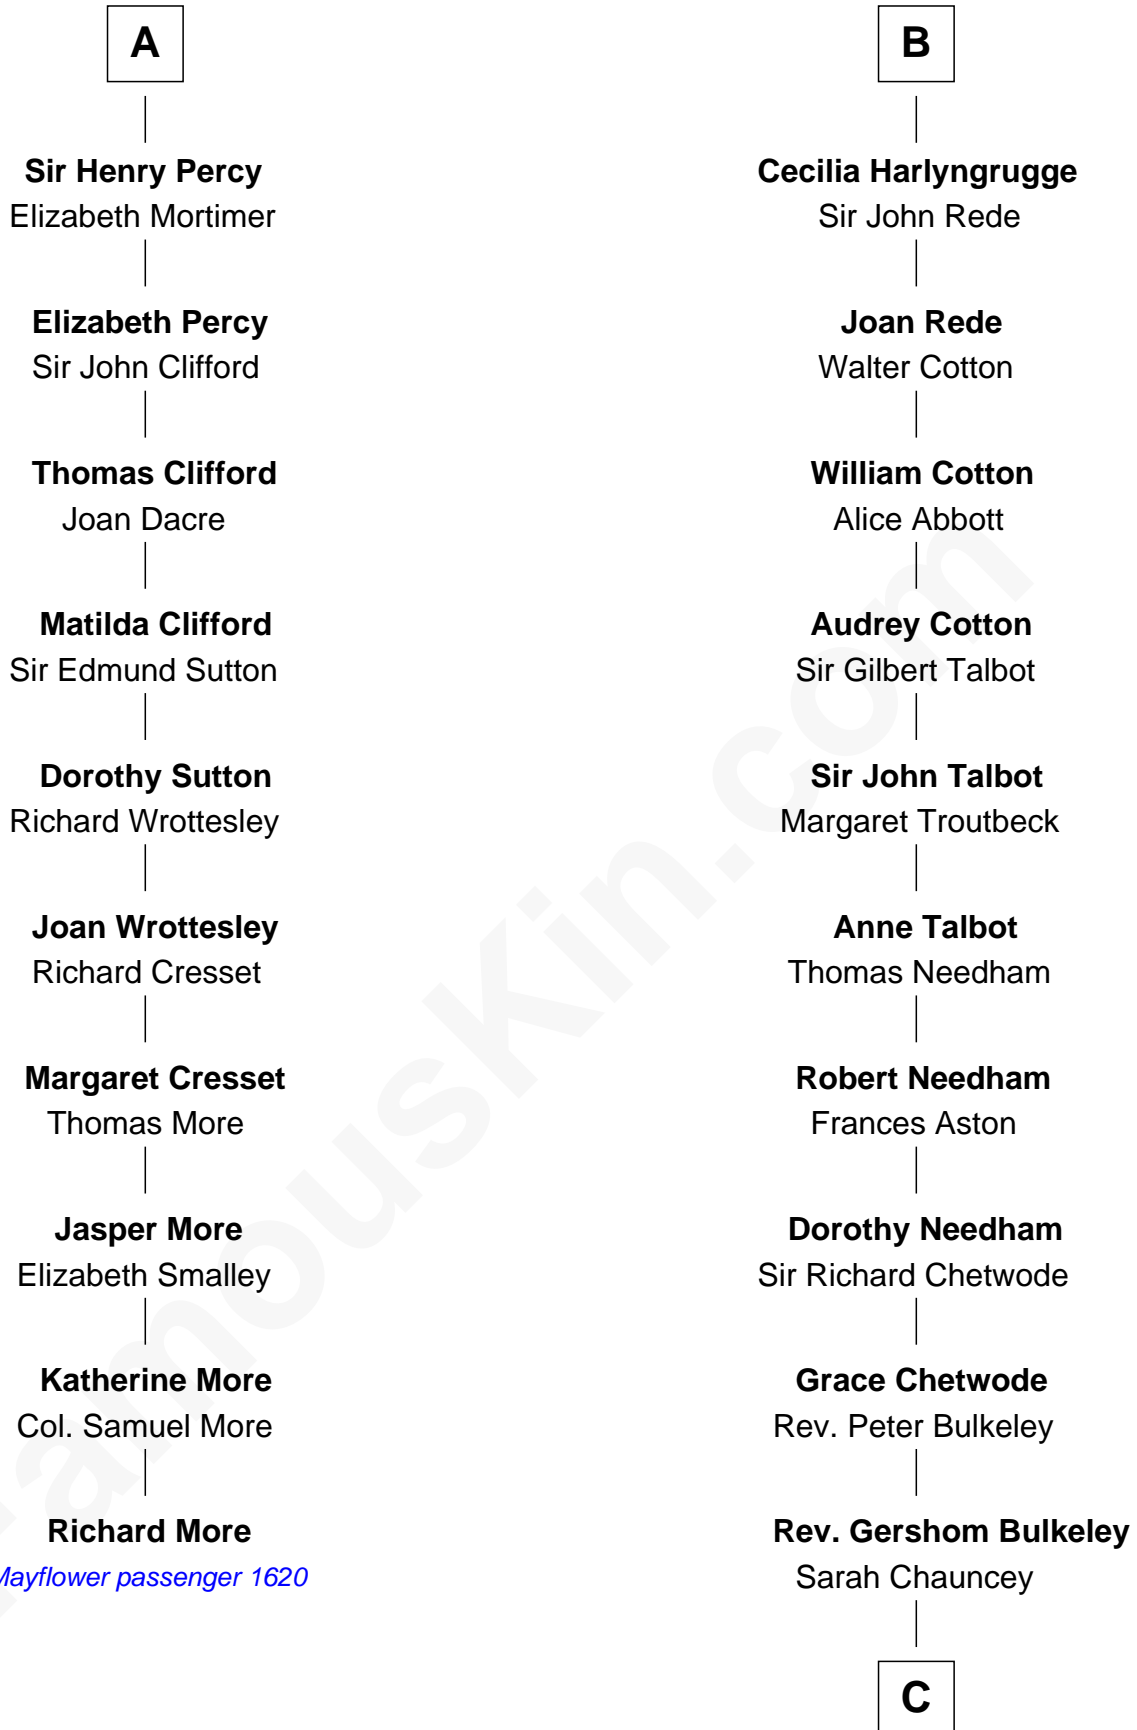 A
Sir Henry Percy
Elizabeth Mortimer
Elizabeth Percy
Sir John Clifford
Thomas Clifford
Joan Dacre
Matilda Clifford
Sir Edmund Sutton
Dorothy Sutton
Richard Wrottesley
Joan Wrottesley
Richard Cresset
Margaret Cresset
Thomas More
Jasper More
Elizabeth Smalley
Katherine More
Col. Samuel More
Richard More
Mayflower passenger 1620
B
Cecilia Harlyngrugge
Sir John Rede
Joan Rede
Walter Cotton
William Cotton
Alice Abbott
Audrey Cotton
Sir Gilbert Talbot
Sir John Talbot
Margaret Troutbeck
Anne Talbot
Thomas Needham
Robert Needham
Frances Aston
Dorothy Needham
Sir Richard Chetwode
Grace Chetwode
Rev. Peter Bulkeley
Rev. Gershom Bulkeley
Sarah Chauncey
C
FamousKin.com